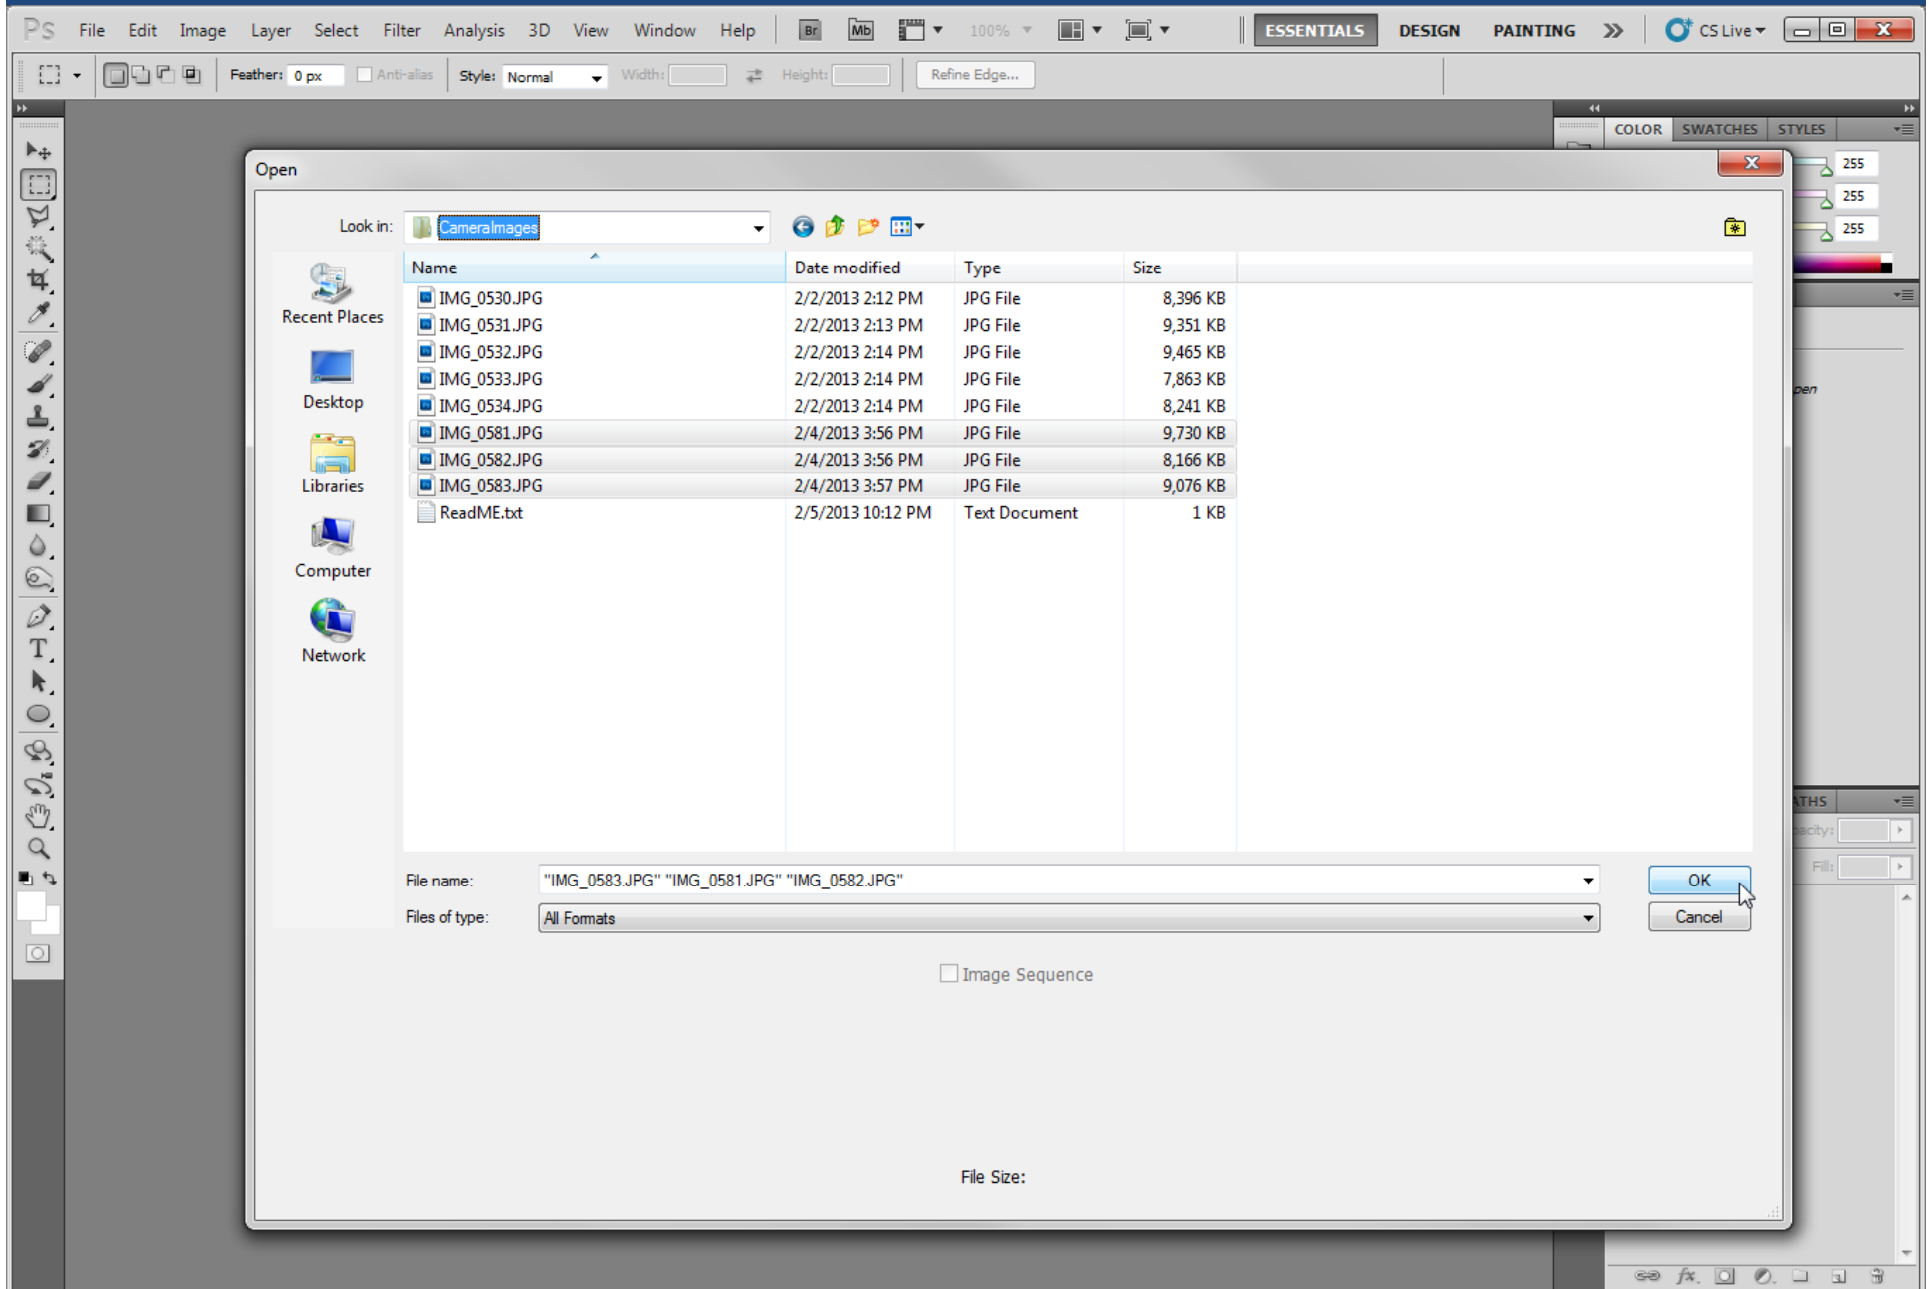 Ps File Edit Image Layer Select Filter Analysis 3D View Window Help Br Mb 100% ESSENTIALS DESIGN PAINTING CS Live
Feather: 0 px Anti-alias Style: Normal Width: Height: Refine Edge...
COLOR SWATCHES STYLES
Open
255
255
255
Look in: CameraImages
Name Date modified Type Size
IMG_0530.JPG 2/2/2013 2:12 PM JPG File 8,396 KB
IMG_0531.JPG 2/2/2013 2:13 PM JPG File 9,351 KB
IMG_0532.JPG 2/2/2013 2:14 PM JPG File 9,465 KB
IMG_0533.JPG 2/2/2013 2:14 PM JPG File 7,863 KB
IMG_0534.JPG 2/2/2013 2:14 PM JPG File 8,241 KB
IMG_0581.JPG 2/4/2013 3:56 PM JPG File 9,730 KB
IMG_0582.JPG 2/4/2013 3:56 PM JPG File 8,166 KB
IMG_0583.JPG 2/4/2013 3:57 PM JPG File 9,076 KB
ReadME.txt 2/5/2013 10:12 PM Text Document 1 KB
Recent Places
Desktop
Libraries
Computer
Network
pen
ATHS
pacity:
Fill:
File name: "IMG_0583.JPG" "IMG_0581.JPG" "IMG_0582.JPG" OK
Files of type: All Formats Cancel
Image Sequence
File Size:
fx